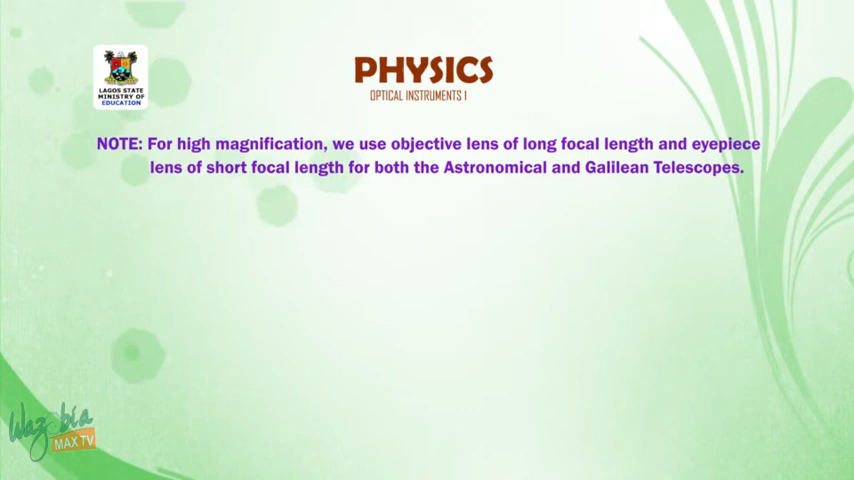 LAGOS STATE
MINISTRY OF
EDUCATION
PHYSICS
OPTICAL INSTRUMENTS I
NOTE: For high magnification, we use objective lens of long focal length and eyepiece
lens of short focal length for both the Astronomical and Galilean Telescopes.
Wazobia
MAX TV